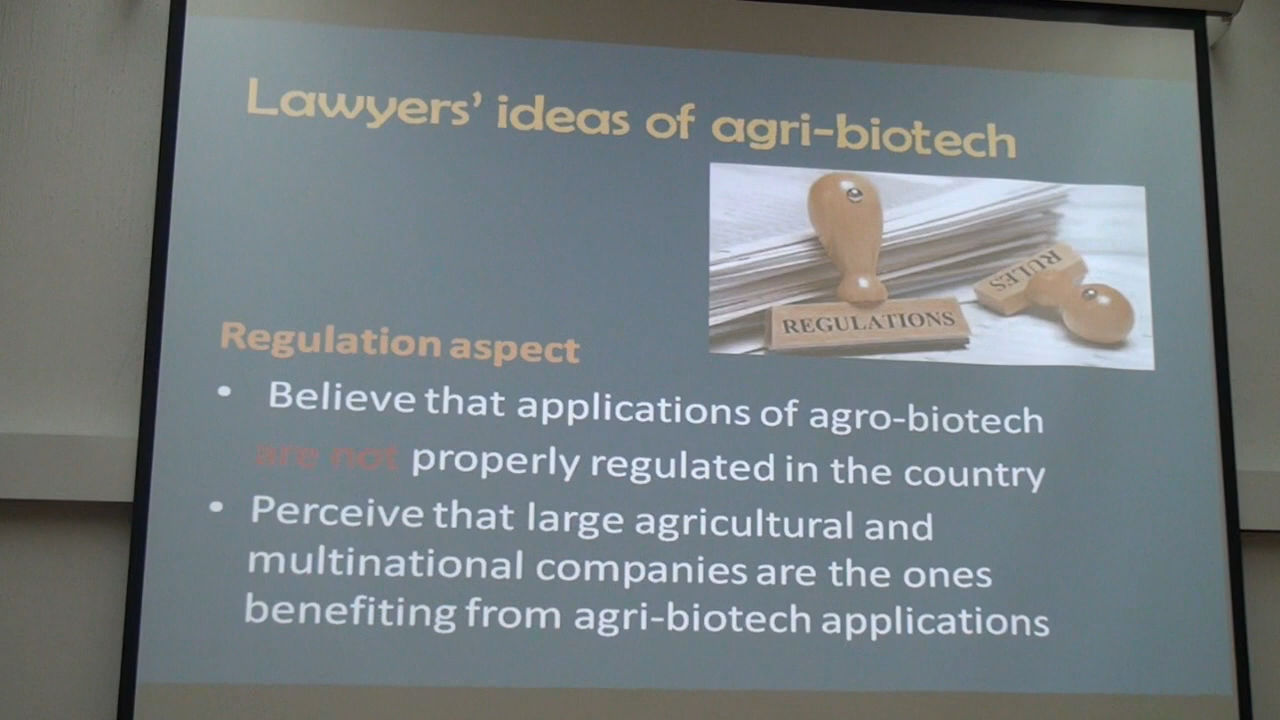 Lawyers' ideas of agri-biotech
REGULATIONS
RULES
Regulation aspect
• Believe that applications of agro-biotech
are not properly regulated in the country
• Perceive that large agricultural and
multinational companies are the ones
benefiting from agri-biotech applications